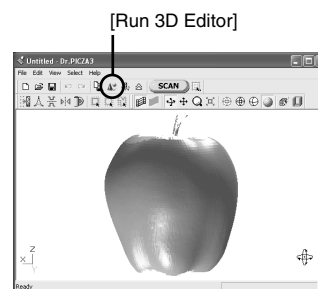 [Run 3D Editor]
Untitled - Dr.PICZA3
File Edit View Select Help
SCAN
Z
X
Y
Ready